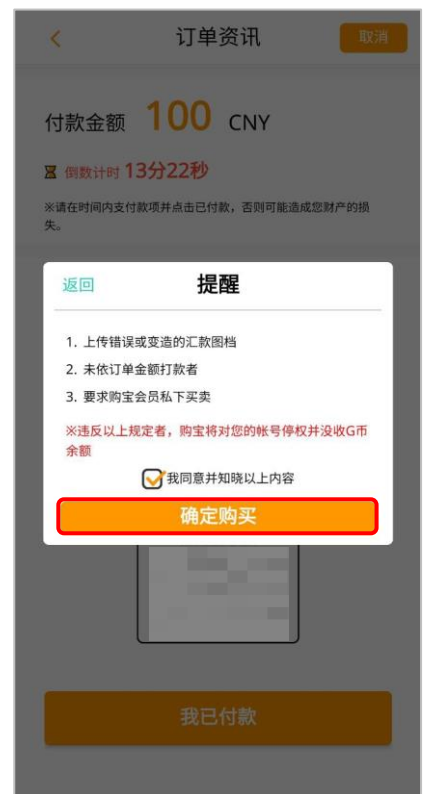 订单资讯
取消
付款金额 100 CNY
倒数计时 13分22秒
※请在时间内支付款项并点击已付款，否则可能造成您财产的损
失。
返回
提醒
1. 上传错误或变造的汇款图档
2. 未依订单金额打款者
3. 要求购宝会员私下买卖
※违反以上规定者，购宝将对您的帐号停权并没收G币
余额
我同意并知晓以上内容
确定购买
我已付款